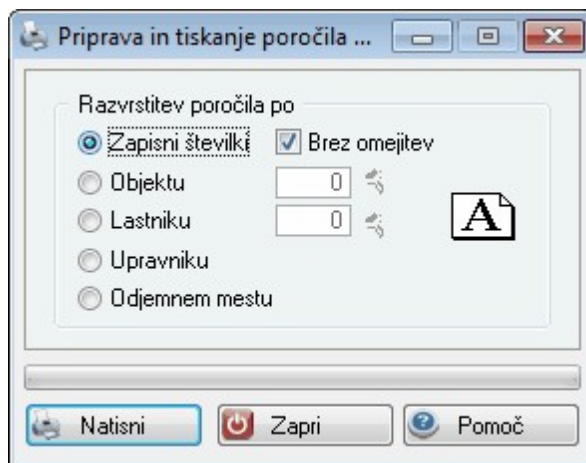 Priprava in tiskanje poročila ...
Razvrstitev poročila po
Zapisni številki Brez omejitev
Objektu 0
Lastniku 0
A
Upravniku
Odjemnem mestu
Natisni Zapri Pomoč